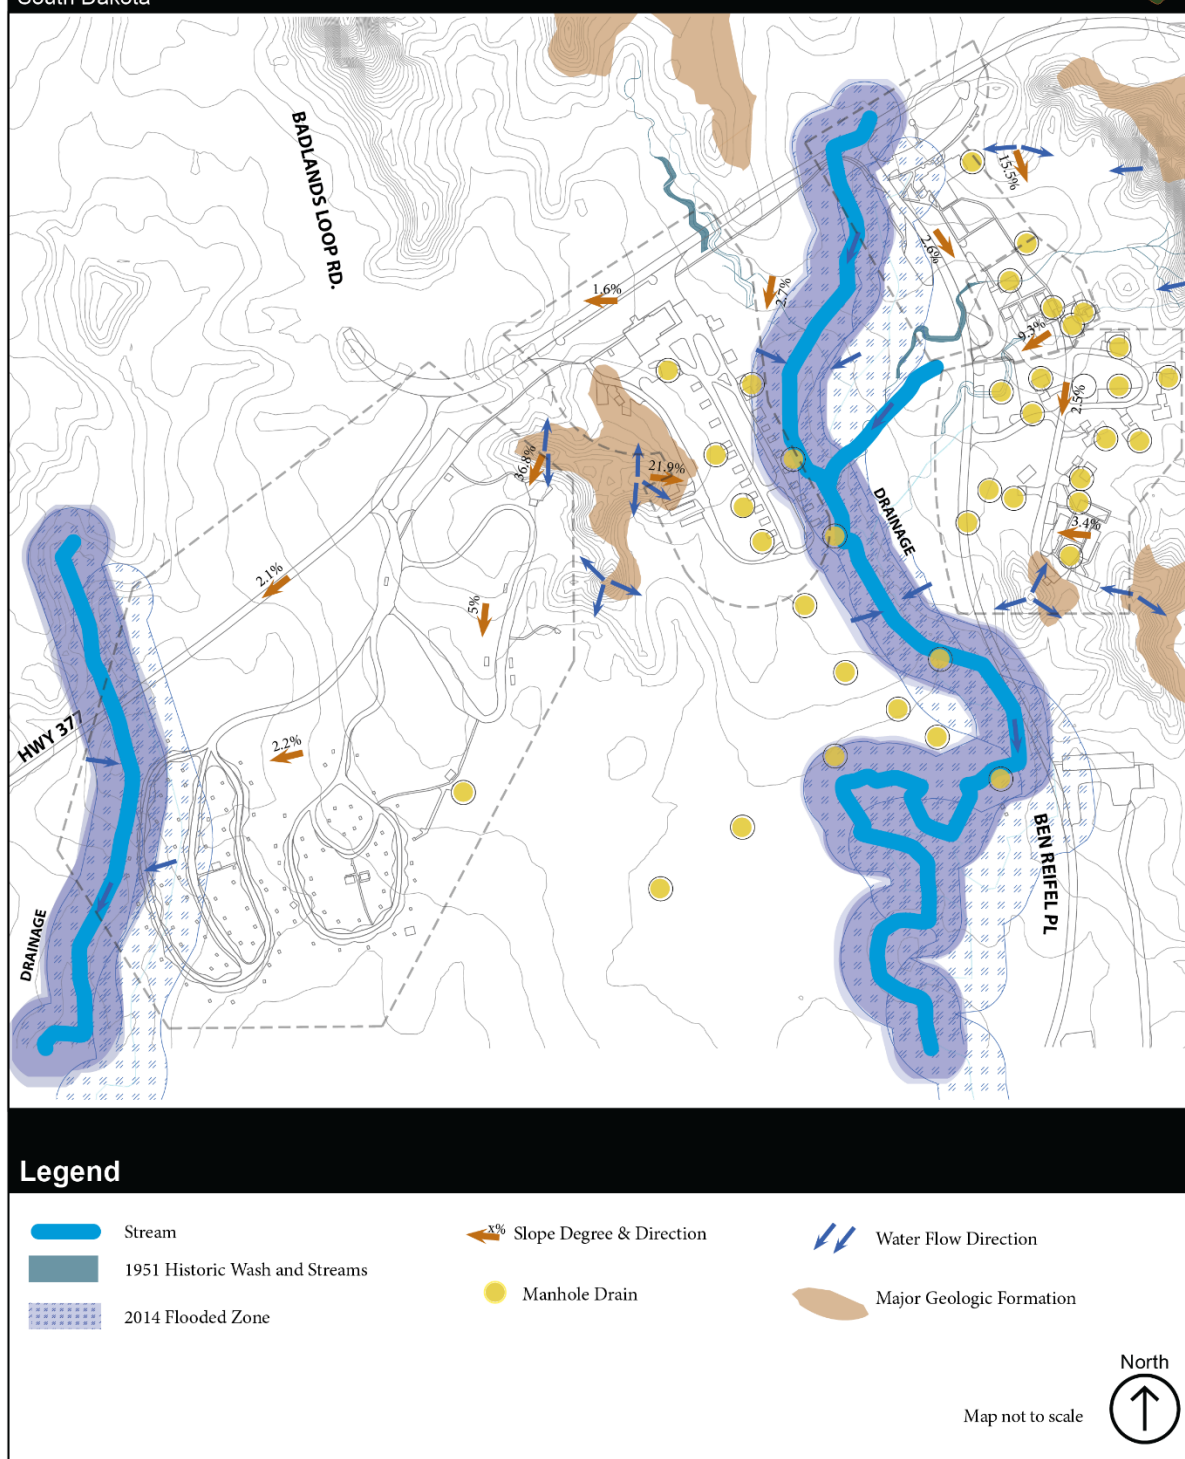 South Dakota
BADLANDS LOOP RD.
15.5%
2.6%
2.7%
1.6%
9.3%
2.5%
36.8%
21.9%
DRAINAGE
3.4%
2.1%
5%
HWY 377
2.2%
BEN REIFEL PL
DRAINAGE
Legend
Stream
X% Slope Degree & Direction
Water Flow Direction
1951 Historic Wash and Streams
Manhole Drain
Major Geologic Formation
2014 Flooded Zone
North
Map not to scale